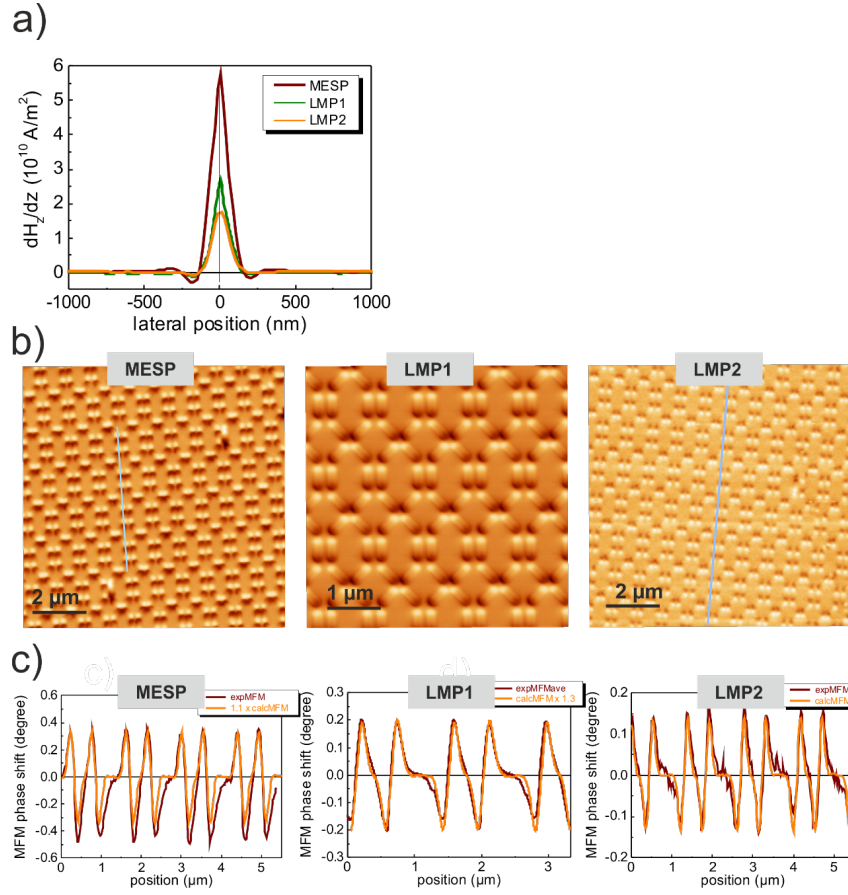 a)
dHz/dz (10^10 A/m^2)
6
5
4
3
2
1
0
MESP
LMP1
LMP2
-1000 -500 0 500 1000
lateral position (nm)
b)
MESP LMP1 LMP2
2 µm 1 µm 2 µm
c)
c) d)
MESP
expMFM
1.1 x calcMFM
MFM phase shift (degree)
0.6
0.4
0.2
0.0
-0.2
-0.4
-0.6
0 1 2 3 4 5
position (µm)
LMP1
expMFMave
calcMFM x 1.3
MFM phase shift (degree)
0.3
0.2
0.1
0.0
-0.1
-0.2
-0.3
0 1 2 3
position (µm)
LMP2
expMFM
calcMFM
MFM phase shift (degree)
0.2
0.1
0.0
-0.1
-0.2
0 1 2 3 4 5
position (µm)